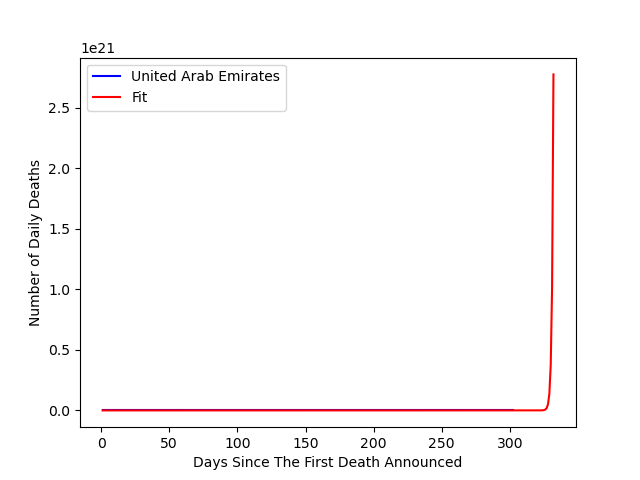 1e21
United Arab Emirates
Fit
2.5
2.0
1.5
1.0
0.5
0.0
Number of Daily Deaths
0 50 100 150 200 250 300
Days Since The First Death Announced